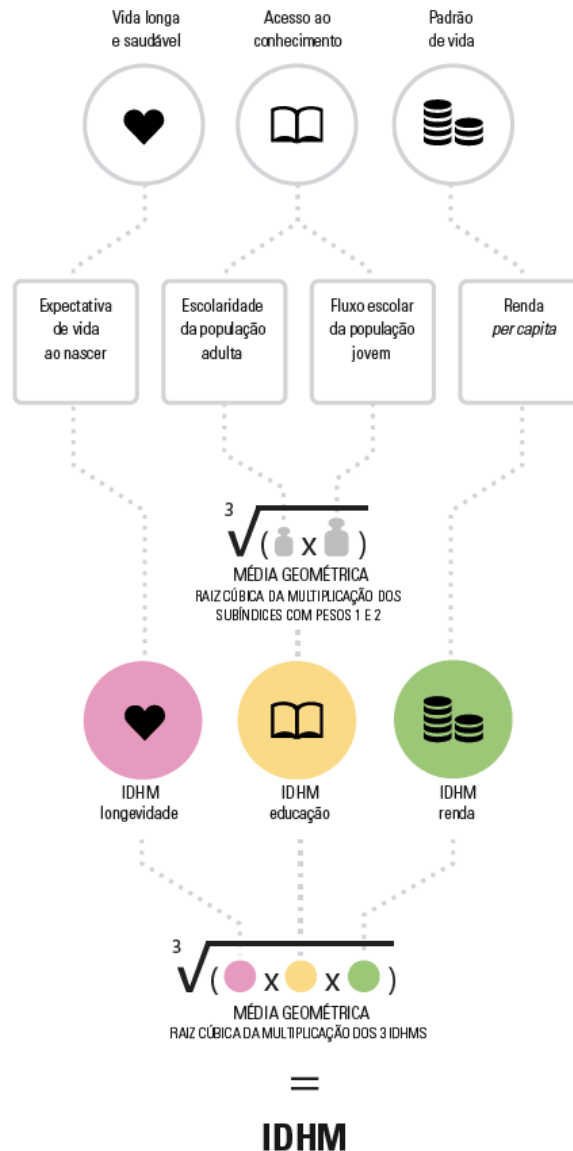 Vida longa
e saudável
Acesso ao
conhecimento
Padrão
de vida
Expectativa
de vida
ao nascer
Escolaridade
da população
adulta
Fluxo escolar
da população
jovem
Renda
per capita
3√( x )
MÉDIA GEOMÉTRICA
RAIZ CÚBICA DA MULTIPLICAÇÃO DOS
SUBÍNDICES COM PESOS 1 E 2
IDHM
longevidade
IDHM
educação
IDHM
renda
3√( x x )
MÉDIA GEOMÉTRICA
RAIZ CÚBICA DA MULTIPLICAÇÃO DOS 3 IDHMS
=
IDHM